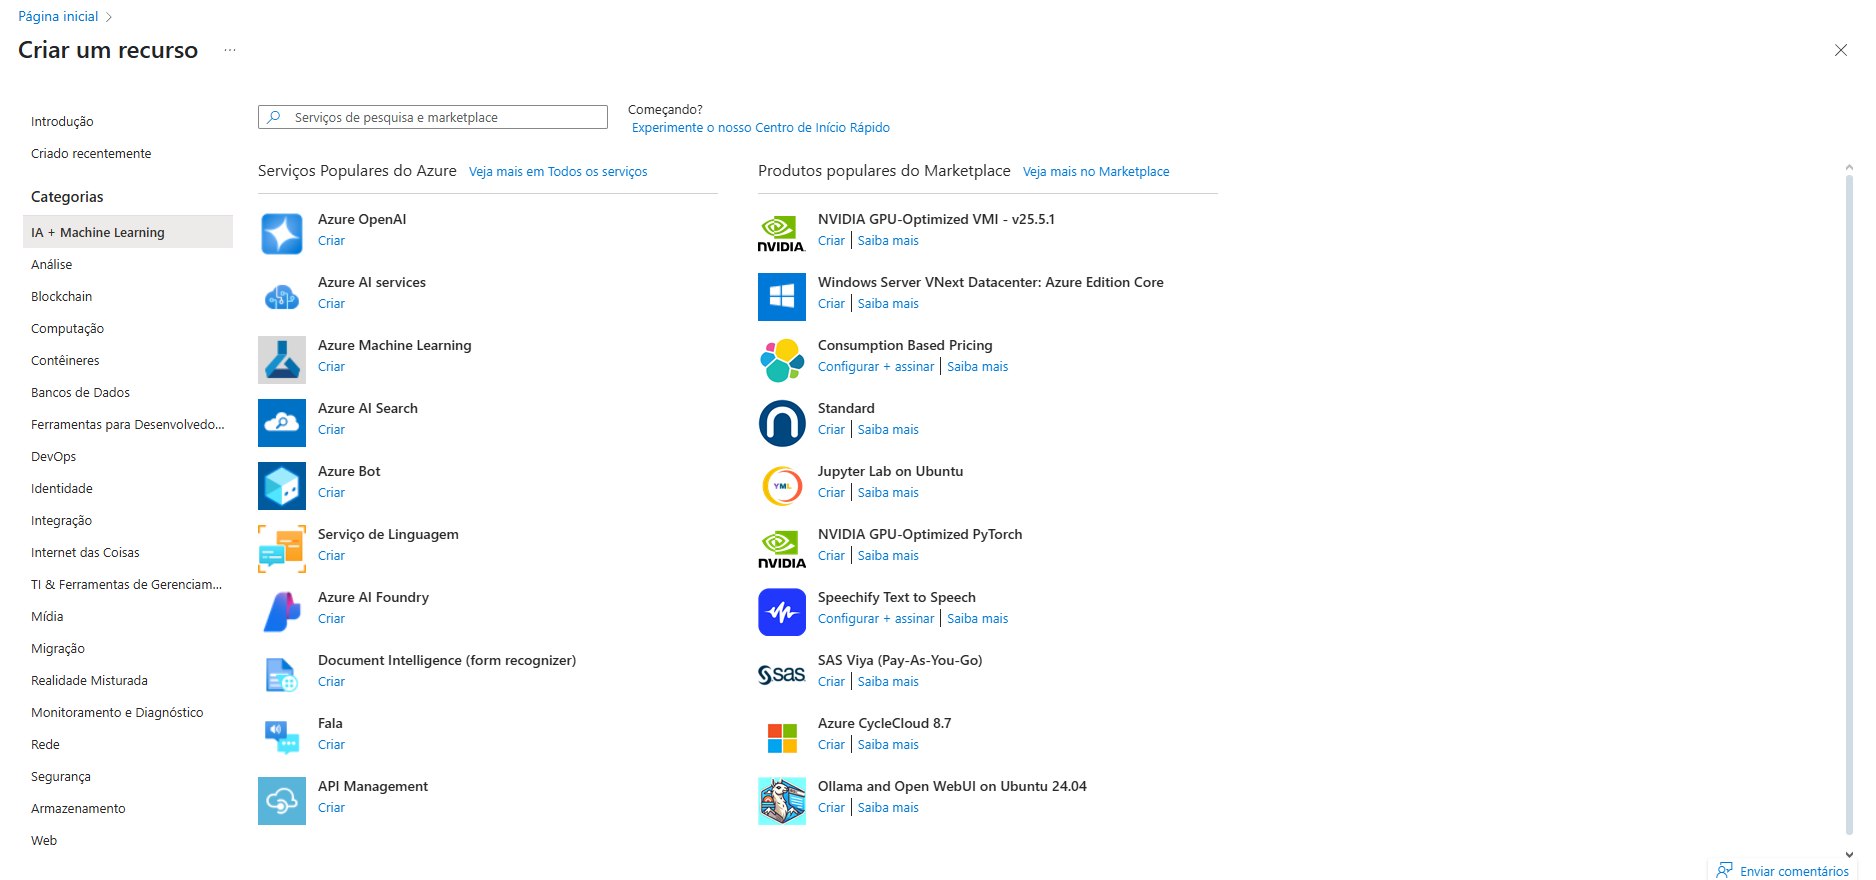 Página inicial
Criar um recurso
Introdução
Criado recentemente
Categorias
IA + Machine Learning
Análise
Blockchain
Computação
Contêineres
Bancos de Dados
Ferramentas para Desenvolvedo...
DevOps
Identidade
Integração
Internet das Coisas
TI & Ferramentas de Gerenciam...
Mídia
Migração
Realidade Misturada
Monitoramento e Diagnóstico
Rede
Segurança
Armazenamento
Web
Serviços de pesquisa e marketplace
Começando?
Experimente o nosso Centro de Início Rápido
Serviços Populares do Azure Veja mais em Todos os serviços
Azure OpenAI
Criar
Azure AI services
Criar
Azure Machine Learning
Criar
Azure AI Search
Criar
Azure Bot
Criar
Serviço de Linguagem
Criar
Azure AI Foundry
Criar
Document Intelligence (form recognizer)
Criar
Fala
Criar
API Management
Criar
Produtos populares do Marketplace Veja mais no Marketplace
NVIDIA
NVIDIA GPU-Optimized VMI - v25.5.1
Criar | Saiba mais
Windows Server VNext Datacenter: Azure Edition Core
Criar | Saiba mais
Consumption Based Pricing
Configurar + assinar | Saiba mais
Standard
Criar | Saiba mais
YML
Jupyter Lab on Ubuntu
Criar | Saiba mais
NVIDIA
NVIDIA GPU-Optimized PyTorch
Criar | Saiba mais
Speechify Text to Speech
Configurar + assinar | Saiba mais
sas
SAS Viya (Pay-As-You-Go)
Criar | Saiba mais
Azure CycleCloud 8.7
Criar | Saiba mais
Ollama and Open WebUI on Ubuntu 24.04
Criar | Saiba mais
Enviar comentários